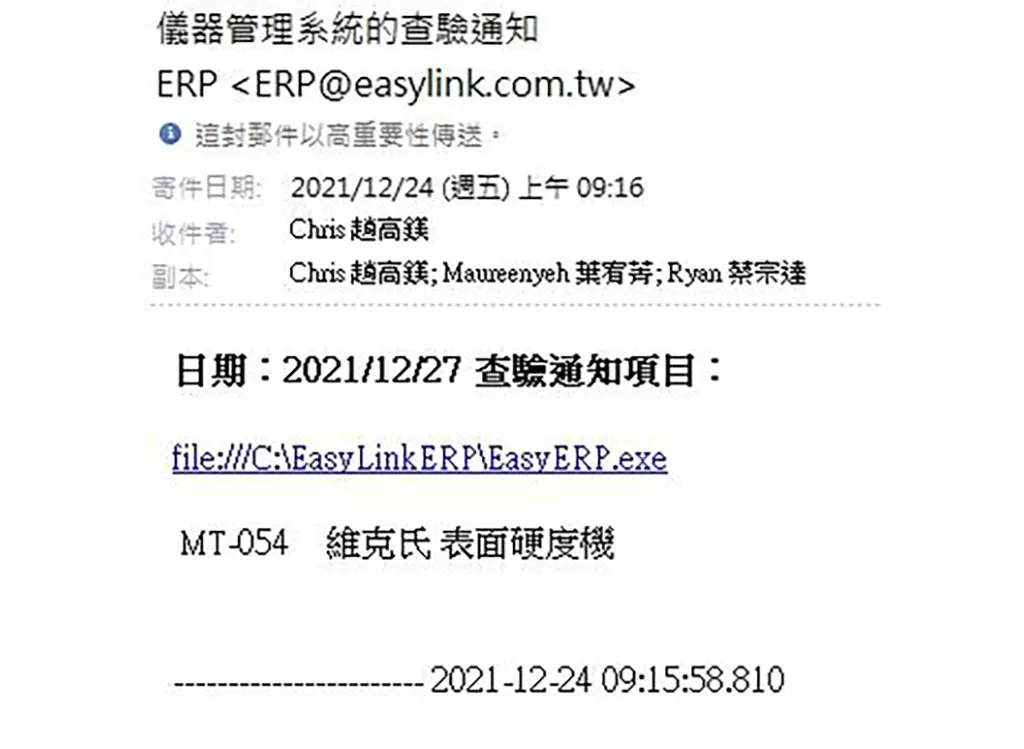 儀器管理系統的查驗通知
ERP <ERP@easylink.com.tw>
這封郵件以高重要性傳送。
寄件日期: 2021/12/24 (週五) 上午 09:16
收件者: Chris 趙高鎂
副本: Chris 趙高鎂; Maureenyeh 葉宥菁; Ryan 蔡宗達
日期：2021/12/27 查驗通知項目：
file:///C:\EasyLinkERP\EasyERP.exe
MT-054 維克氏 表面硬度機
----------------------- 2021-12-24 09:15:58.810